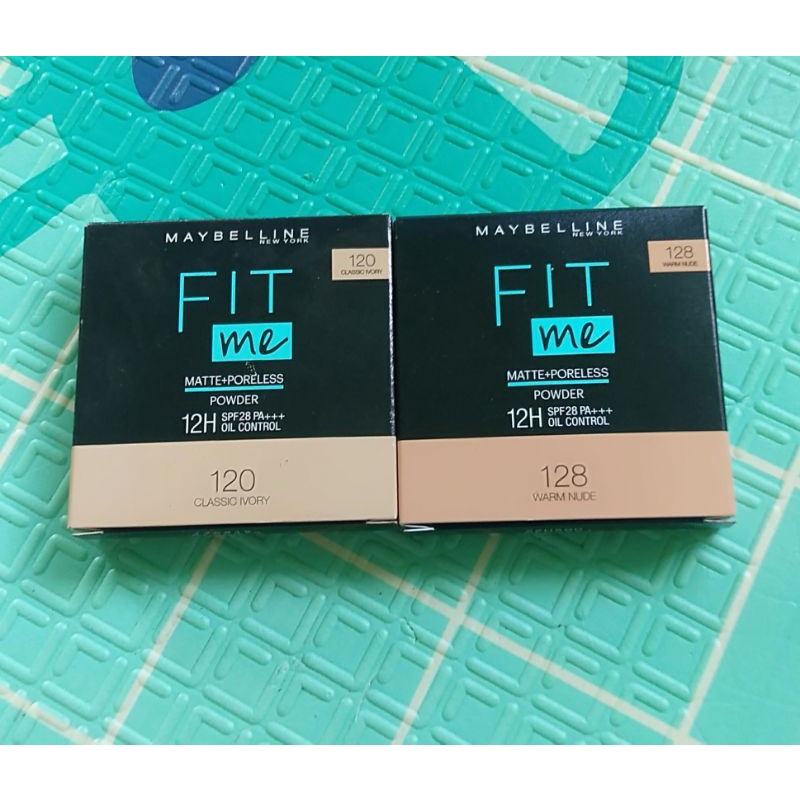 MAYBELLINE
NEW YORK
120
CLASSIC IVORY
FIT
me
MATTE+PORELESS
POWDER
12H SPF28 PA+++
OIL CONTROL
120
CLASSIC IVORY
MAYBELLINE
NEW YORK
128
WARM NUDE
FIT
me
MATTE+PORELESS
POWDER
12H SPF28 PA+++
OIL CONTROL
128
WARM NUDE